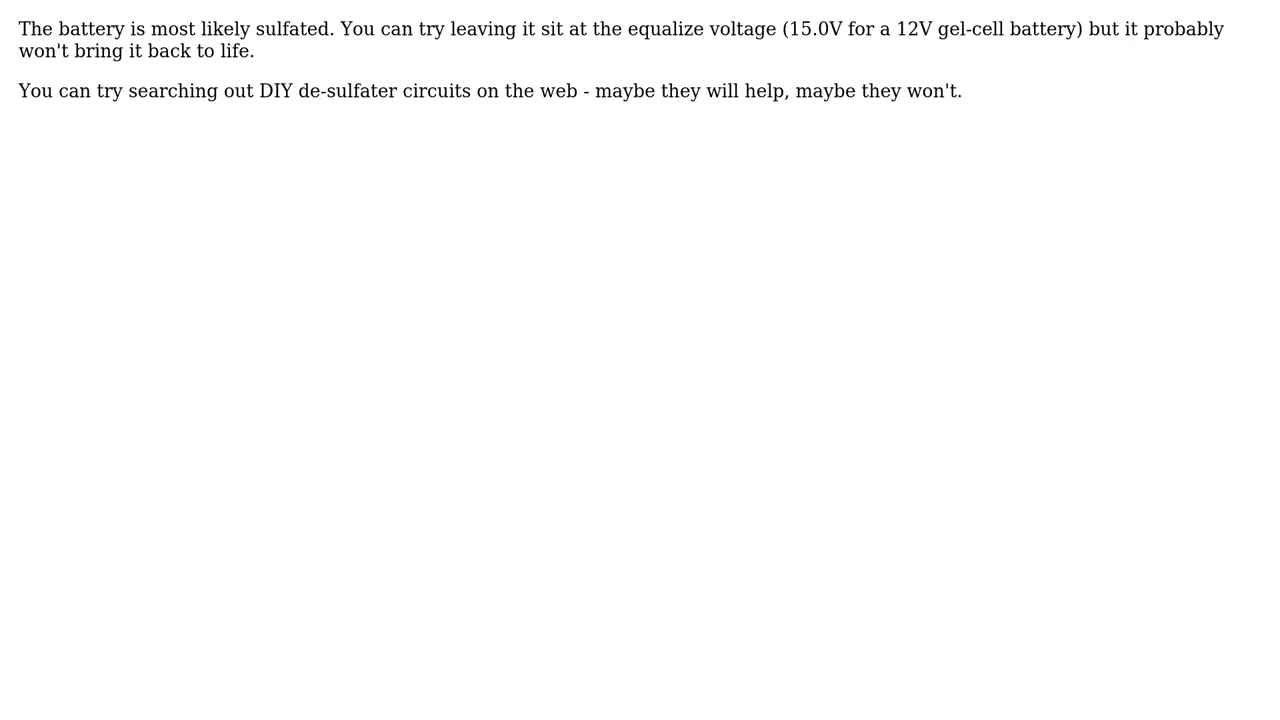 The battery is most likely sulfated. You can try leaving it sit at the equalize voltage (15.0V for a 12V gel-cell battery) but it probably
won't bring it back to life.
You can try searching out DIY de-sulfater circuits on the web - maybe they will help, maybe they won't.